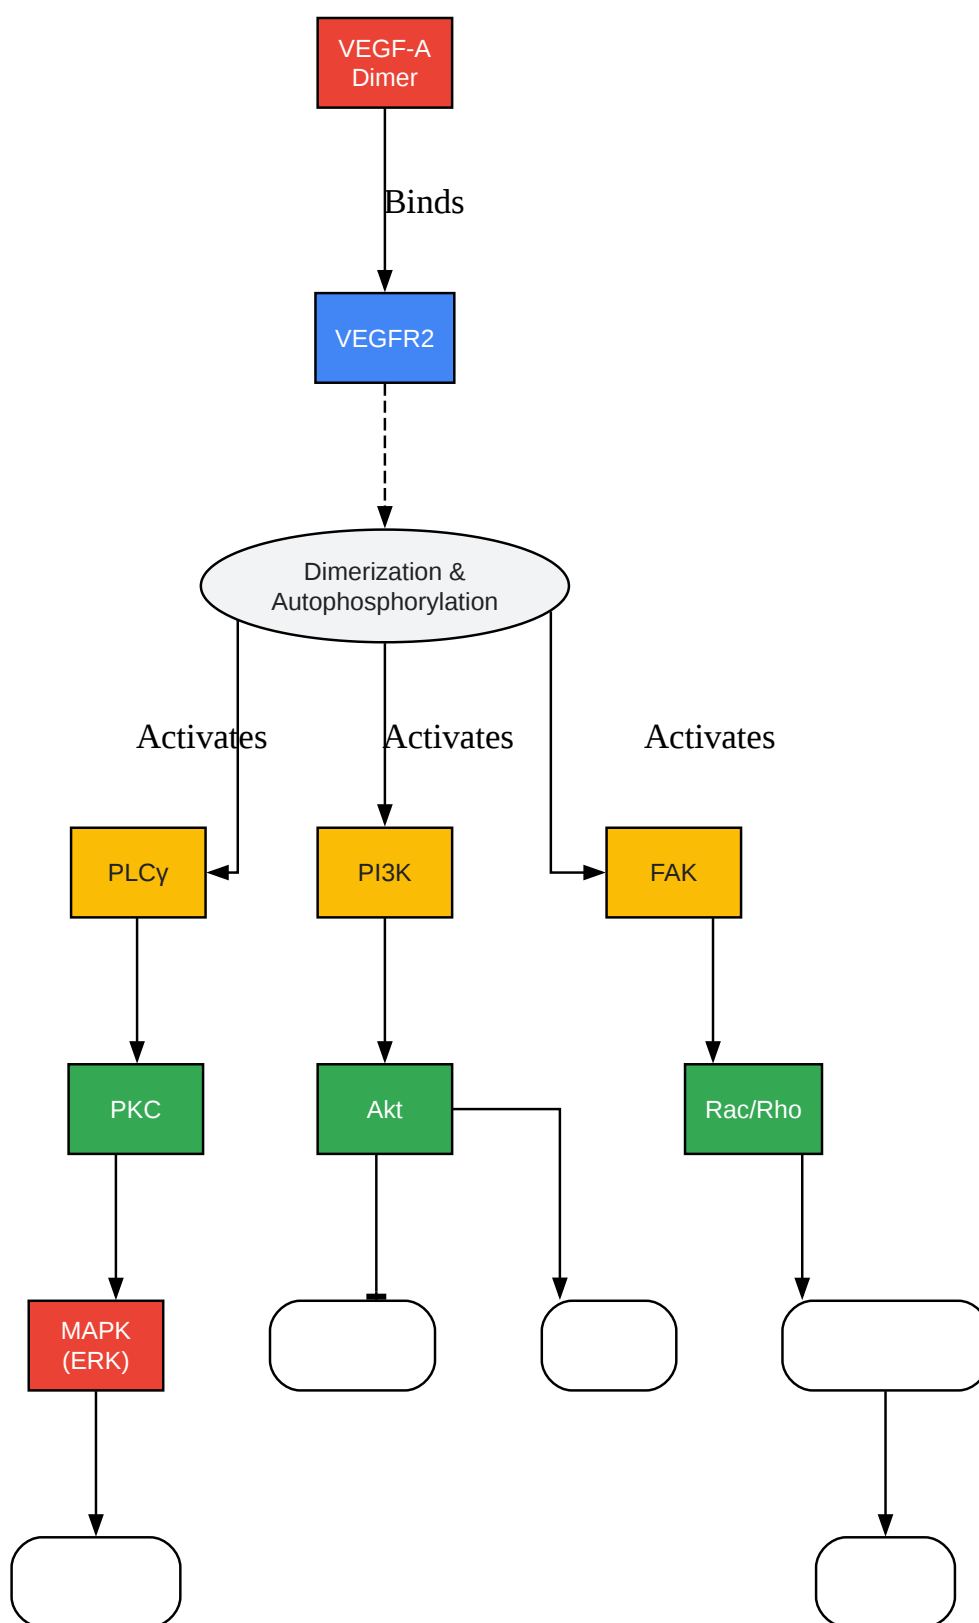 VEGF-A
Dimer
Binds
VEGFR2
Dimerization &
Autophosphorylation
Activates
Activates
Activates
PLCγ
PI3K
FAK
PKC
Akt
Rac/Rho
MAPK
(ERK)